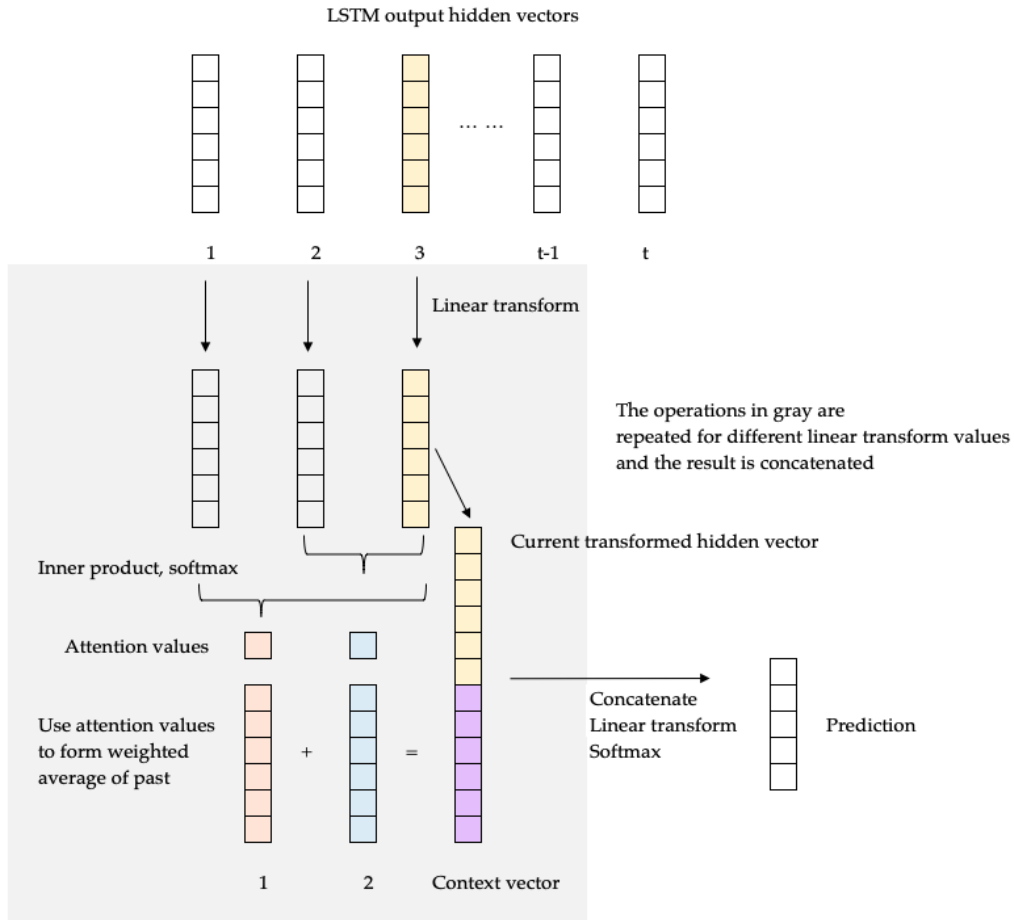 LSTM output hidden vectors
... ...
1 2 3 t-1 t
Linear transform
The operations in gray are
repeated for different linear transform values
and the result is concatenated
Current transformed hidden vector
Inner product, softmax
Attention values
Concatenate
Linear transform
Softmax
Prediction
Use attention values
to form weighted
average of past
+ =
1 2 Context vector